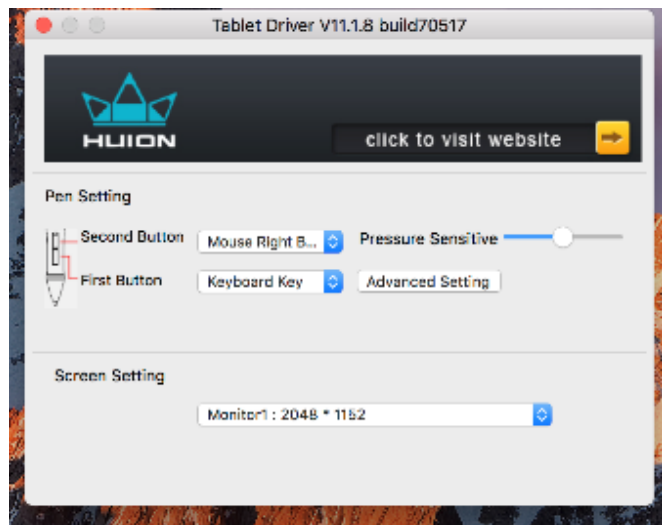 Tablet Driver V11.1.8 build70517
HUION
click to visit website
Pen Setting
Second Button Mouse Right B... Pressure Sensitive
First Button Keyboard Key Advanced Setting
Screen Setting
Monitor1 : 2048 * 1152